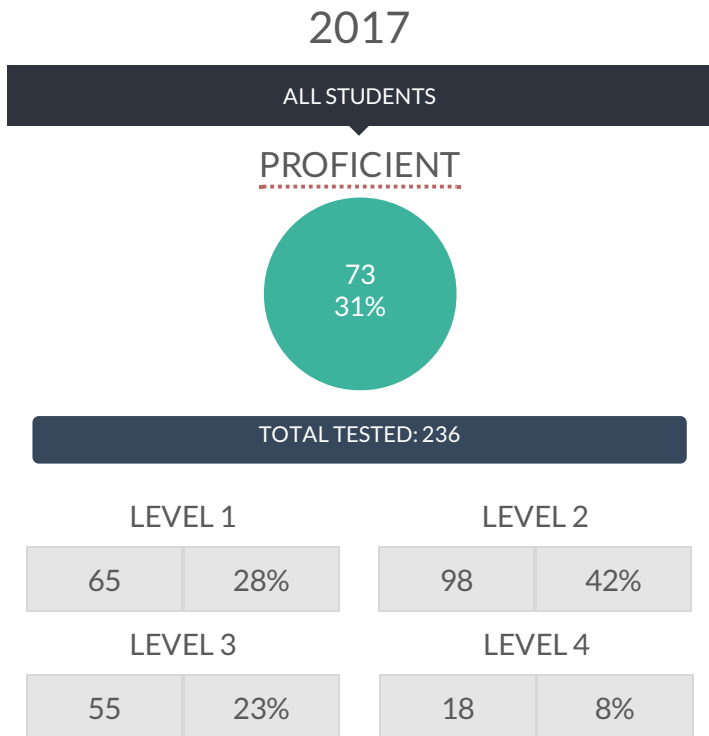 2017
ALL STUDENTS
PROFICIENT
73
31%
TOTAL TESTED: 236
LEVEL 1 LEVEL 2
65 28% 98 42%
LEVEL 3 LEVEL 4
55 23% 18 8%